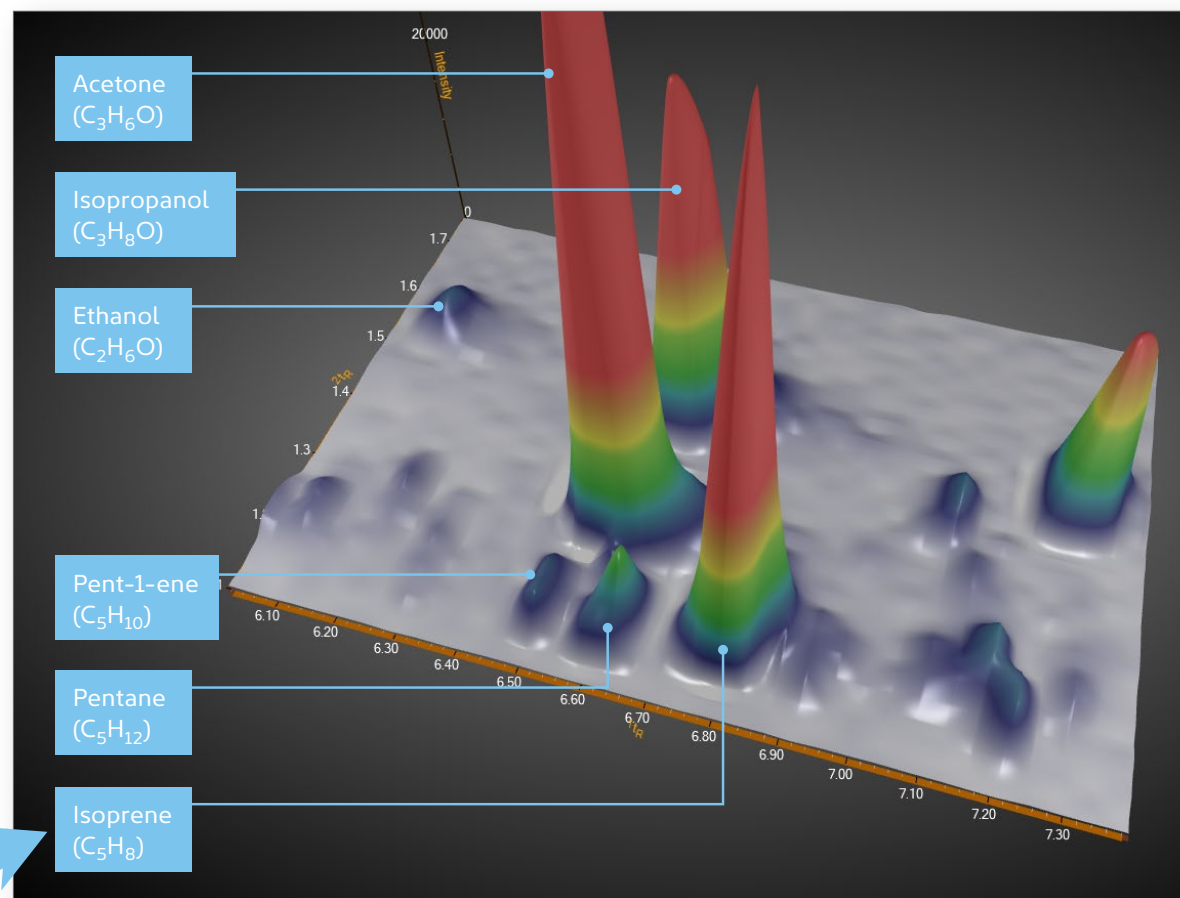 Acetone
(C₃H₆O)
Isopropanol
(C₃H₈O)
Ethanol
(C₂H₆O)
Pent-1-ene
(C₅H₁₀)
Pentane
(C₅H₁₂)
Isoprene
(C₅H₈)
20000
Intensity
0
1.7
1.6
1.5
²tR
1.4
1.3
6.10
6.20
6.30
6.40
6.50
6.60
6.70
¹tR
6.80
6.90
7.00
7.10
7.20
7.30